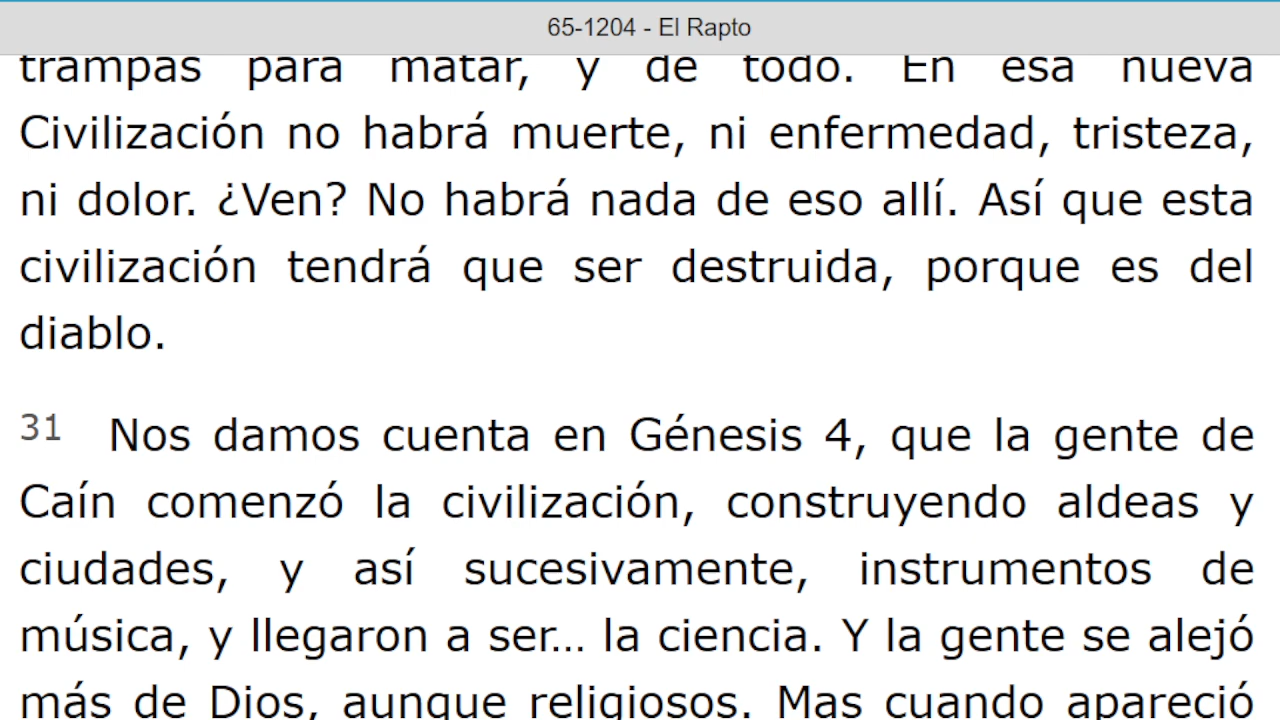 65-1204 - El Rapto
trampas para matar, y de todo. En esa nueva
Civilización no habrá muerte, ni enfermedad, tristeza,
ni dolor. ¿Ven? No habrá nada de eso allí. Así que esta
civilización tendrá que ser destruida, porque es del
diablo.
31 Nos damos cuenta en Génesis 4, que la gente de
Caín comenzó la civilización, construyendo aldeas y
ciudades, y así sucesivamente, instrumentos de
música, y llegaron a ser... la ciencia. Y la gente se alejó
más de Dios, aunque religiosos. Mas cuando apareció